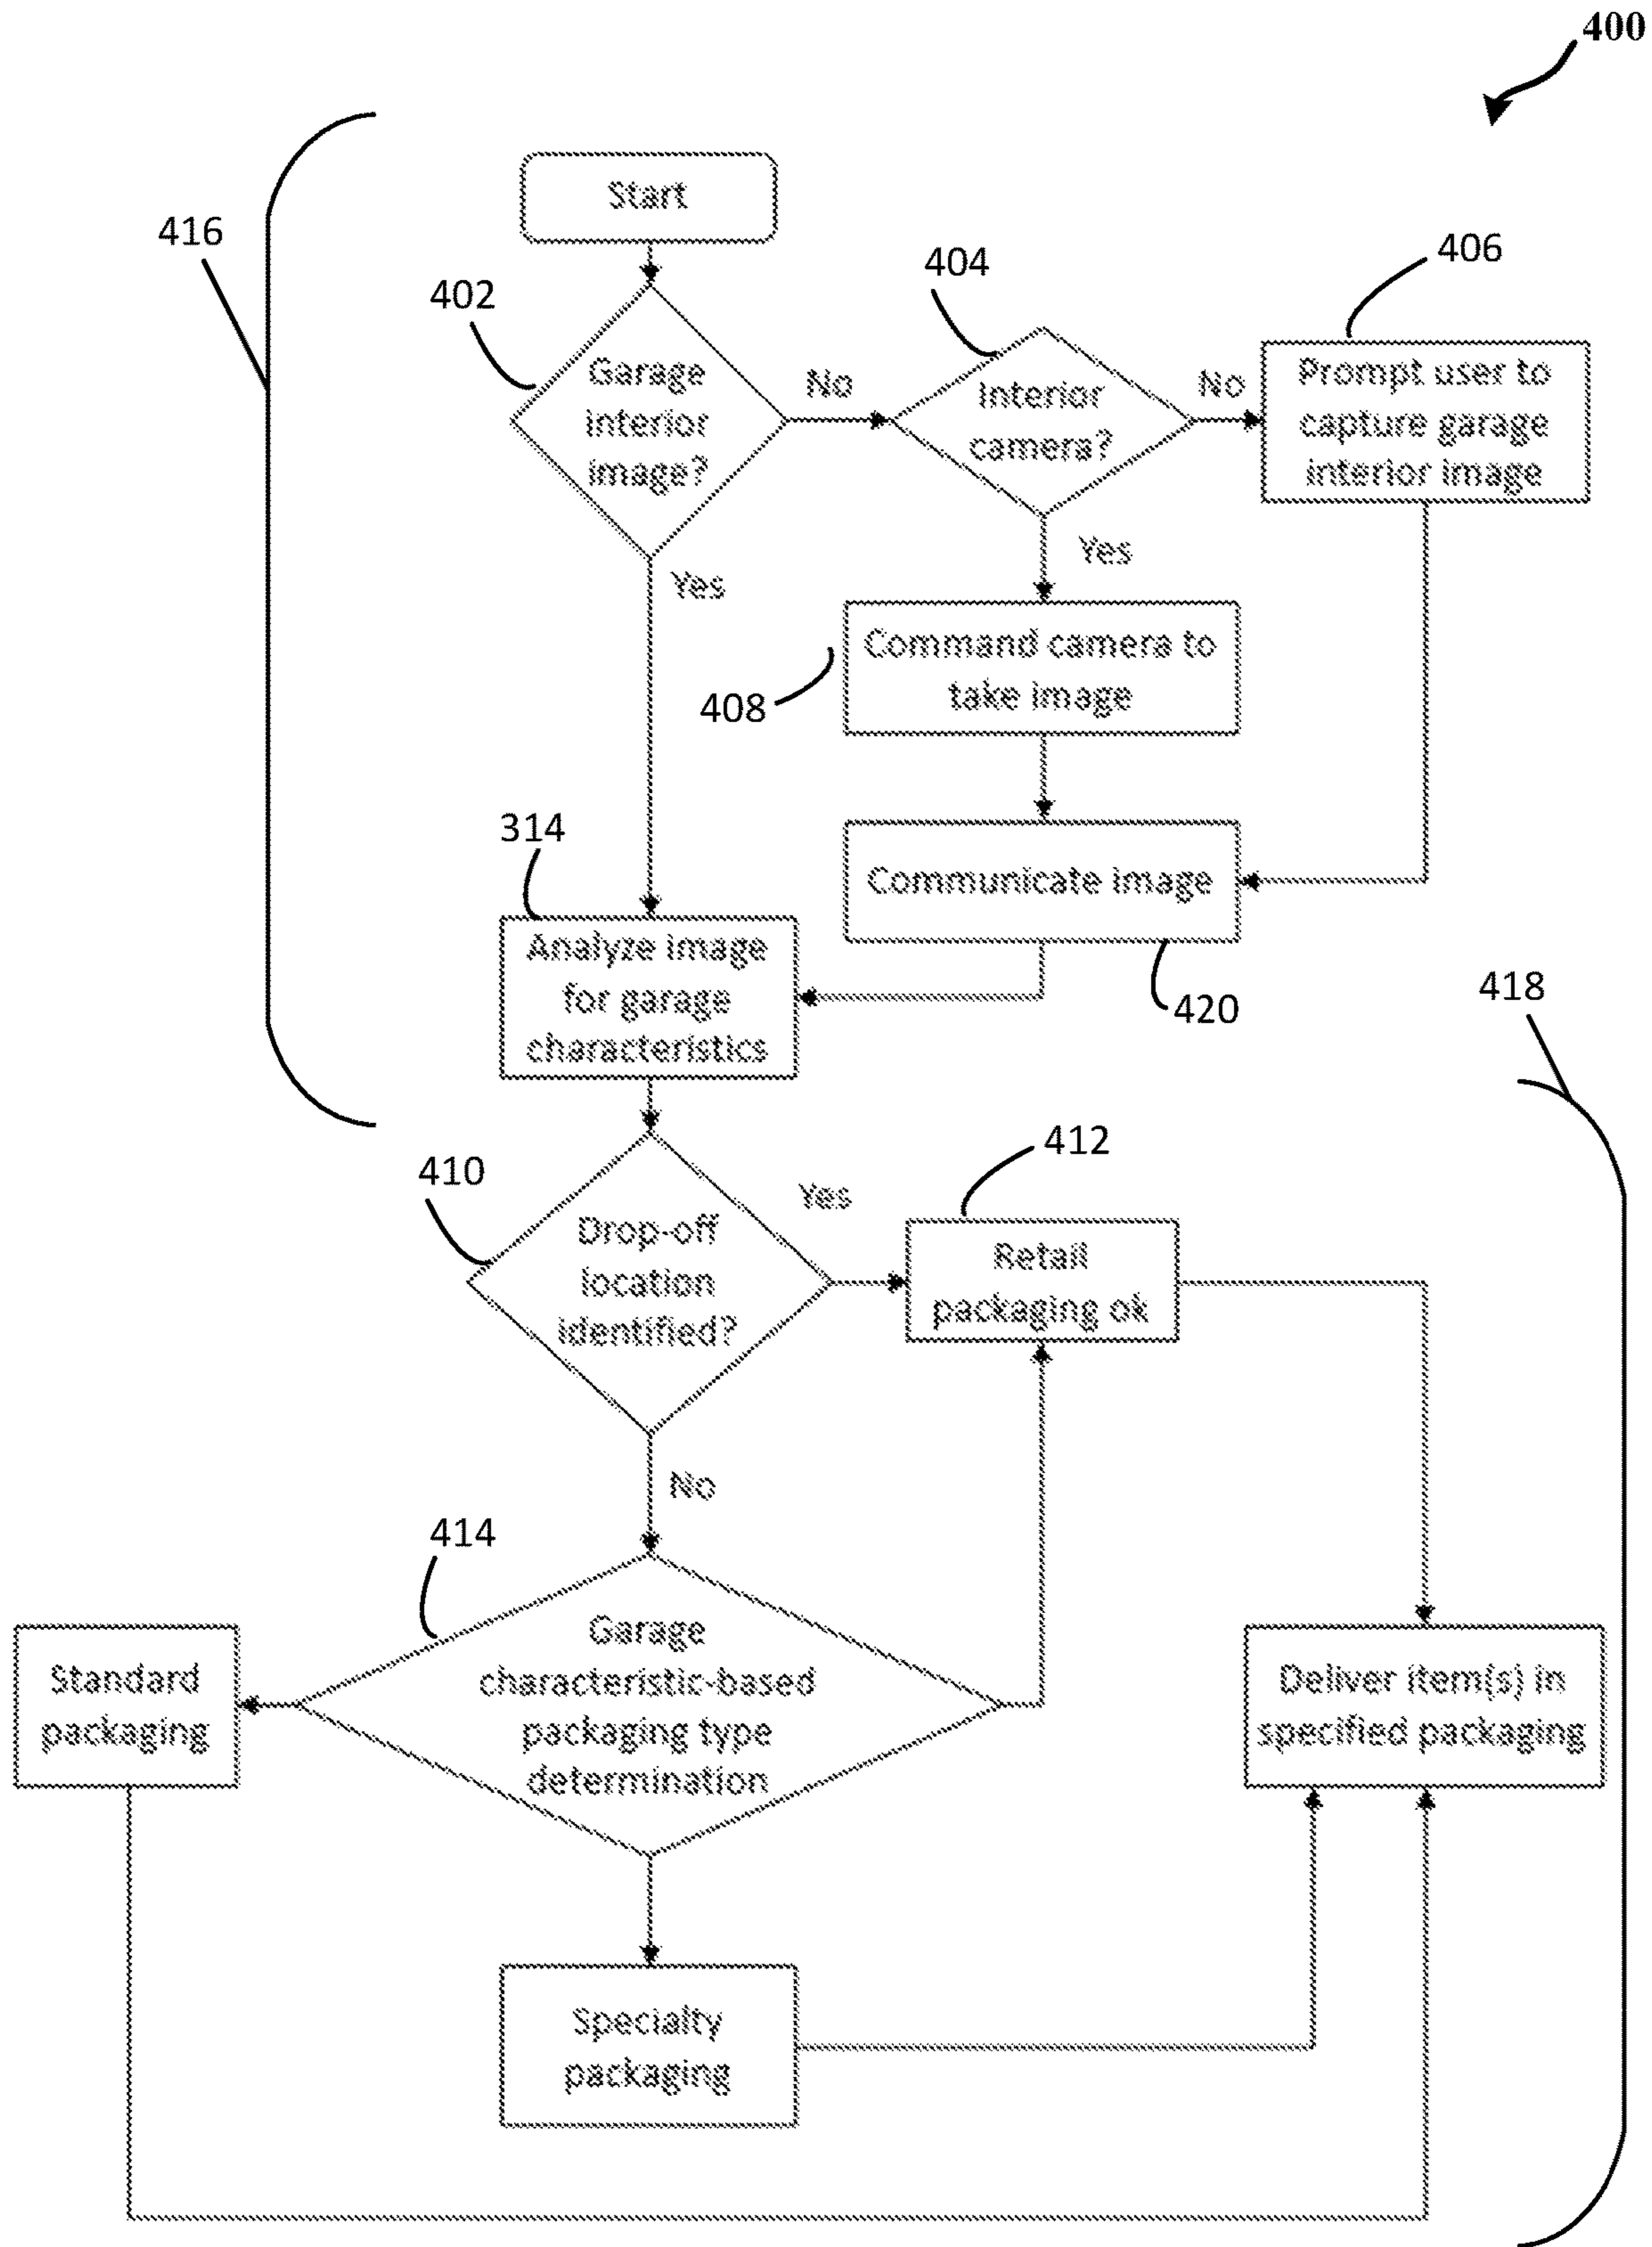 400
Start
416
402
404
406
Garage
interior
image?
No
Interior
camera?
No
Prompt user to
capture garage
interior image
Yes
Yes
Command camera to
take image
408
314
Communicate image
420
Analyze image
for garage
characteristics
418
410
412
Yes
Drop-off
location
identified?
Retail
packaging ok
No
414
Garage
characteristic-based
packaging type
determination
Standard
packaging
Deliver item(s) in
specified packaging
Specialty
packaging